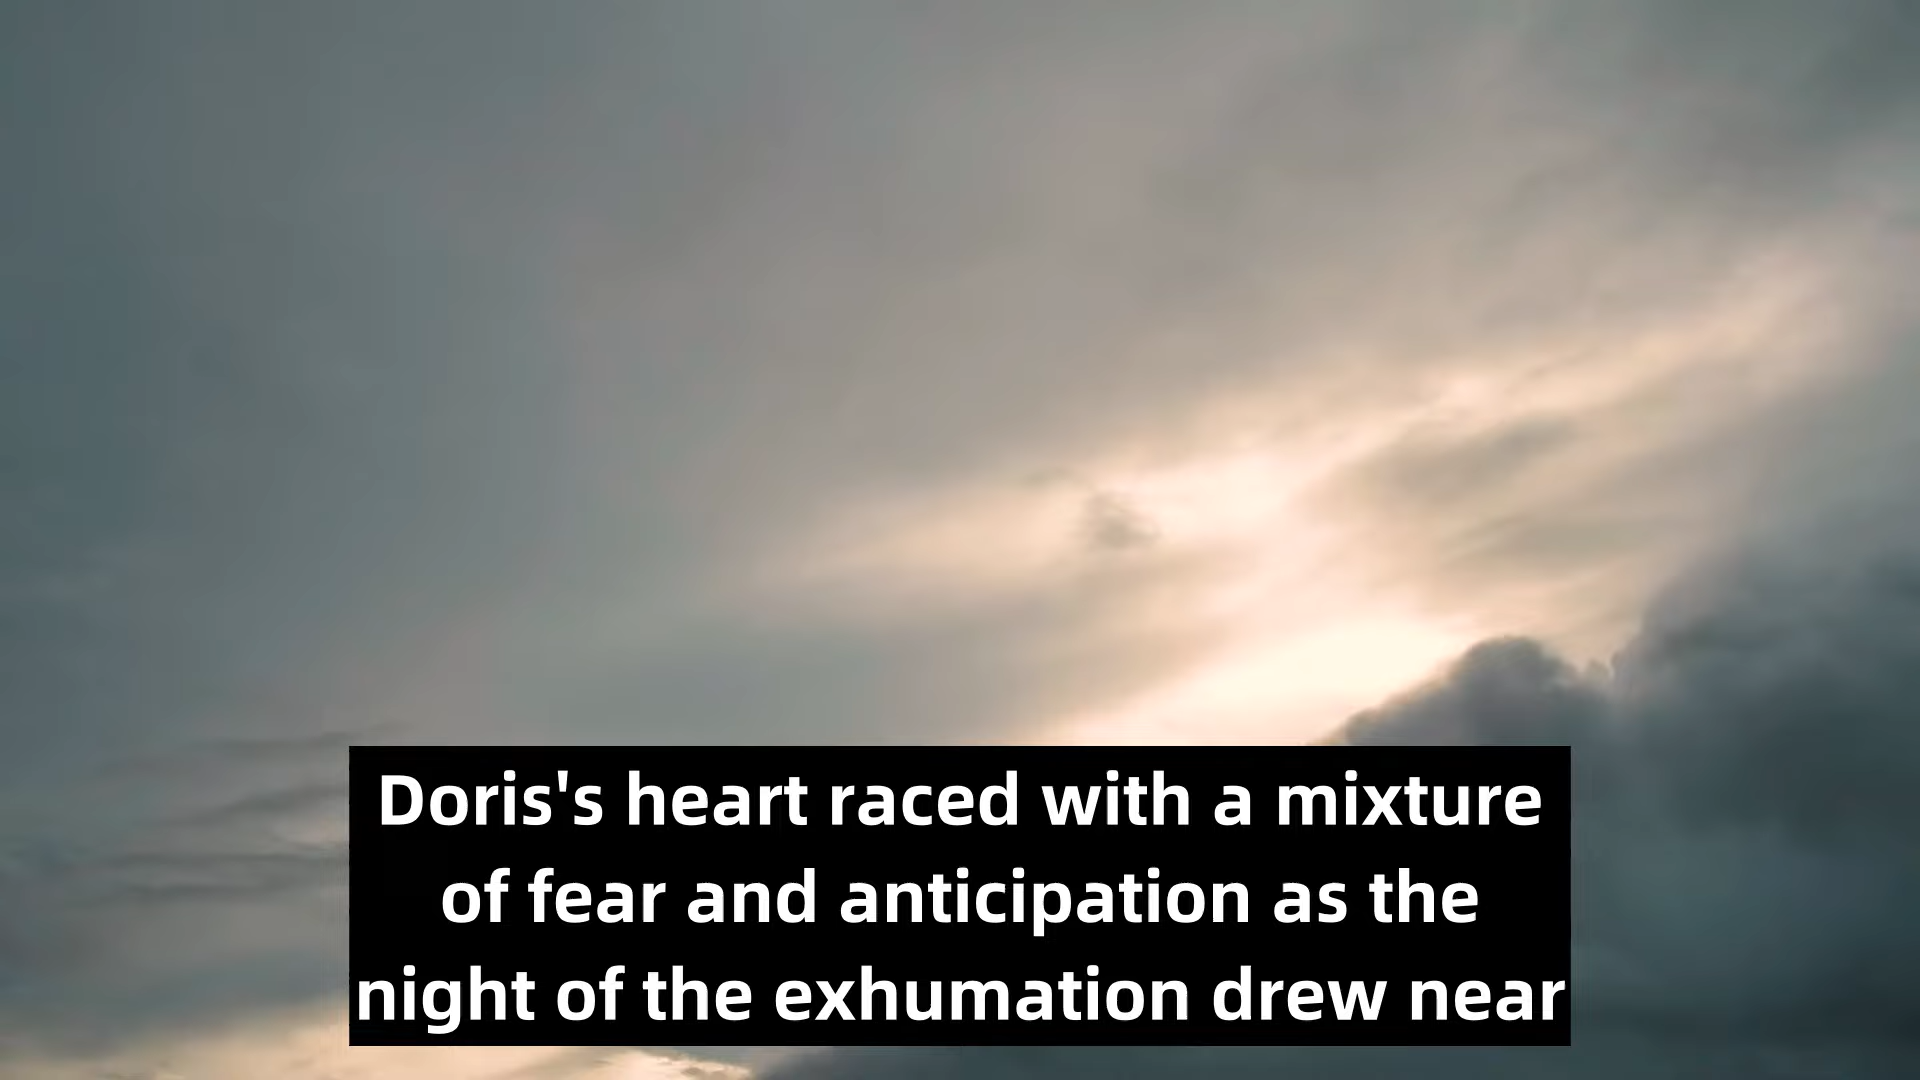 Doris's heart raced with a mixture
of fear and anticipation as the
night of the exhumation drew near